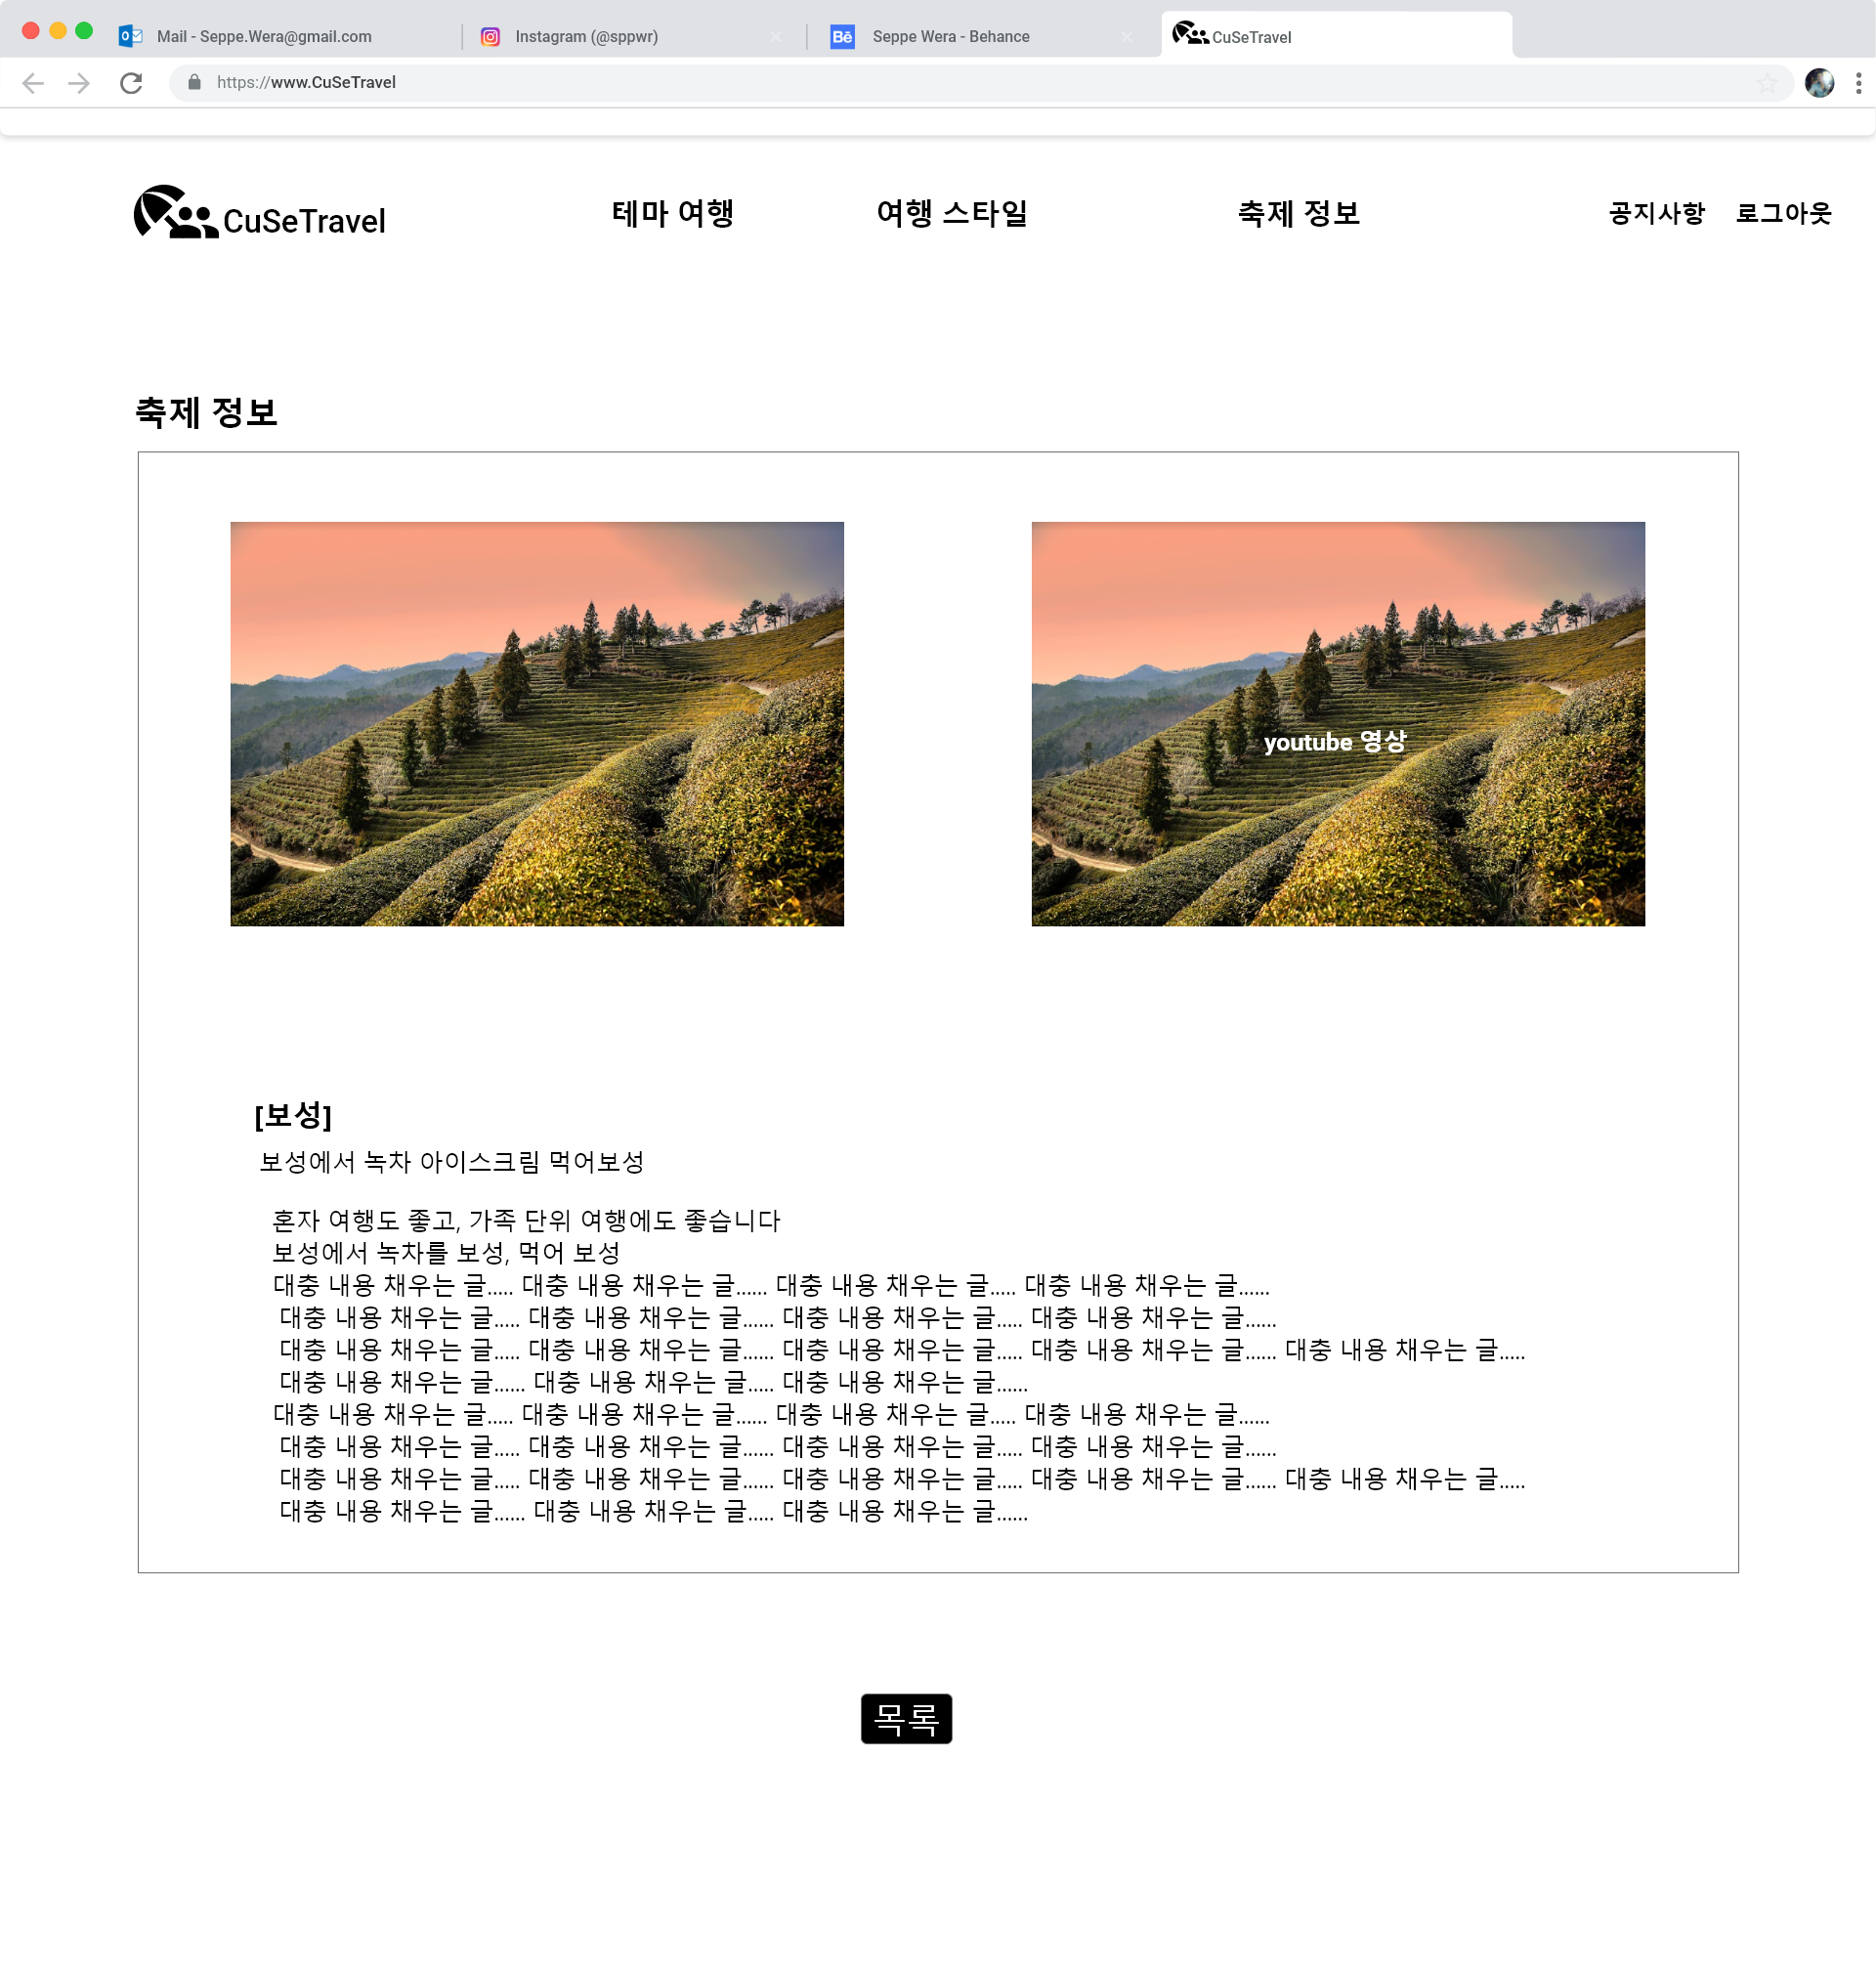 Mail - Seppe.Wera@gmail.com
Instagram (@sppwr)
Bē
Seppe Wera - Behance
CuSeTravel
https://www.CuSeTravel
CuSeTravel
테마 여행
여행 스타일
축제 정보
공지사항
로그아웃
축제 정보
youtube 영상
[보성]
보성에서 녹차 아이스크림 먹어보성
혼자 여행도 좋고, 가족 단위 여행에도 좋습니다
보성에서 녹차를 보성, 먹어 보성
대충 내용 채우는 글..... 대충 내용 채우는 글...... 대충 내용 채우는 글..... 대충 내용 채우는 글......
대충 내용 채우는 글..... 대충 내용 채우는 글...... 대충 내용 채우는 글..... 대충 내용 채우는 글......
대충 내용 채우는 글..... 대충 내용 채우는 글...... 대충 내용 채우는 글..... 대충 내용 채우는 글...... 대충 내용 채우는 글.....
대충 내용 채우는 글...... 대충 내용 채우는 글..... 대충 내용 채우는 글......
대충 내용 채우는 글..... 대충 내용 채우는 글...... 대충 내용 채우는 글..... 대충 내용 채우는 글......
대충 내용 채우는 글..... 대충 내용 채우는 글...... 대충 내용 채우는 글..... 대충 내용 채우는 글......
대충 내용 채우는 글..... 대충 내용 채우는 글...... 대충 내용 채우는 글..... 대충 내용 채우는 글...... 대충 내용 채우는 글.....
대충 내용 채우는 글...... 대충 내용 채우는 글..... 대충 내용 채우는 글......
목록